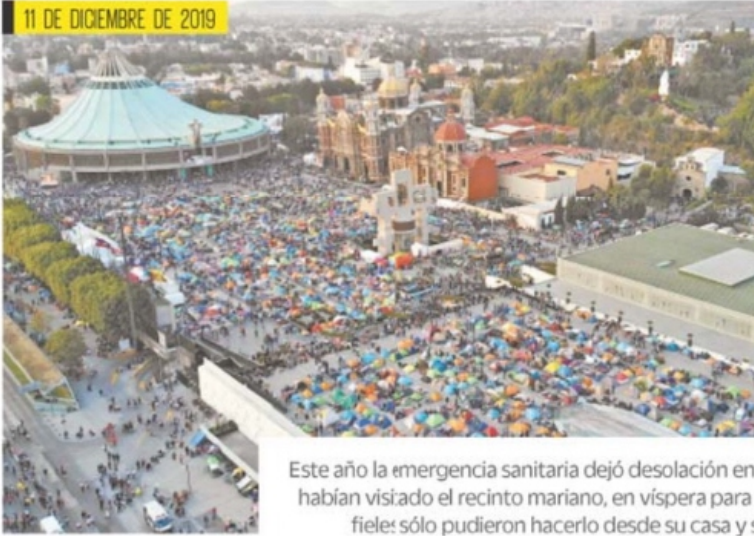 11 DE DICIEMBRE DE 2019
Este año la emergencia sanitaria dejó desolación en
habían visitado el recinto mariano, en víspera para
fieles sólo pudieron hacerlo desde su casa y s